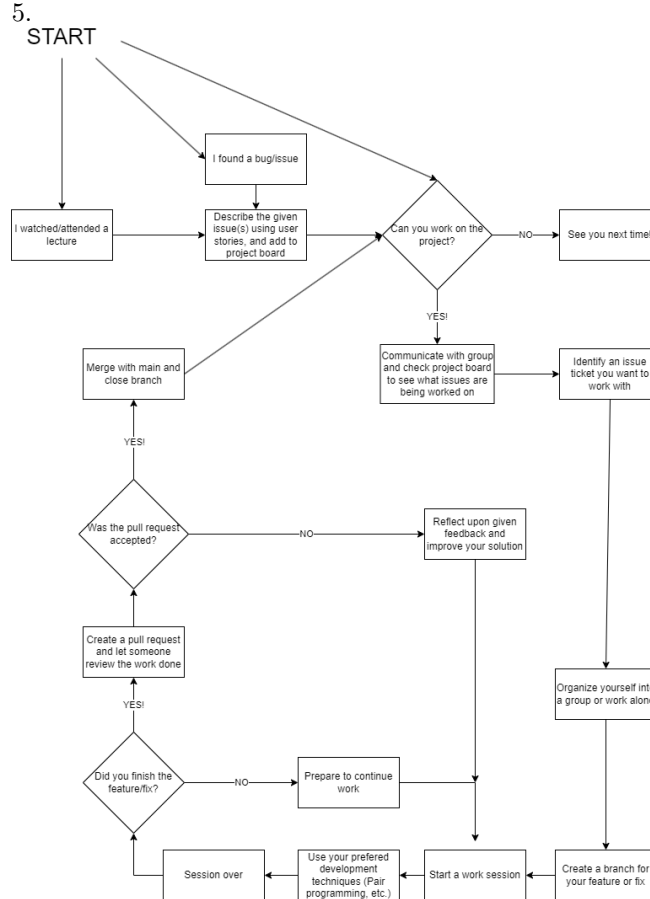 5.
START
I found a bug/issue
I watched/attended a
lecture
Describe the given
issue(s) using user
stories, and add to
project board
Can you work on the
project?
NO
See you next time!
YES!
Merge with main and
close branch
Communicate with group
and check project board
to see what issues are
being worked on
Identify an issue
ticket you want to
work with
YES!
Was the pull request
accepted?
NO
Reflect upon given
feedback and
improve your solution
Create a pull request
and let someone
review the work done
Organize yourself into
a group or work alone
YES!
Did you finish the
feature/fix?
NO
Prepare to continue
work
Session over
Use your prefered
development
techniques (Pair
programming, etc.)
Start a work session
Create a branch for
your feature or fix